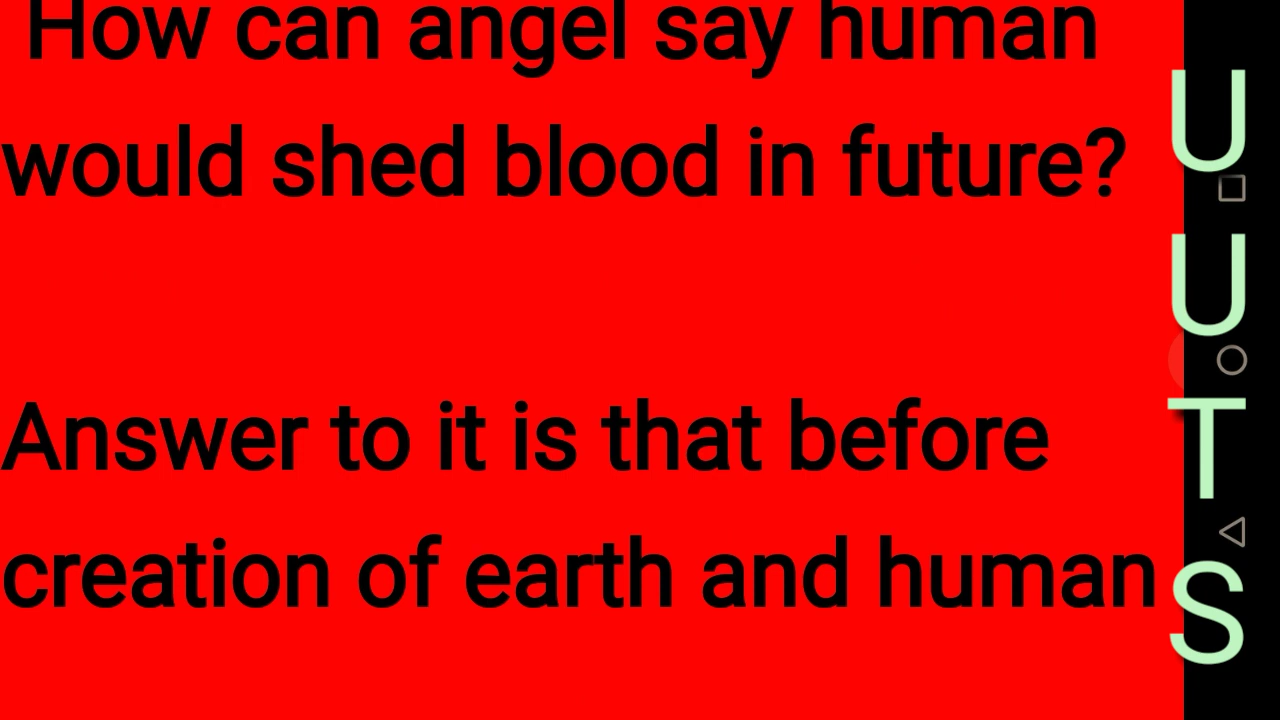 How can angel say human
would shed blood in future?
Answer to it is that before
creation of earth and human
U
U
T
S